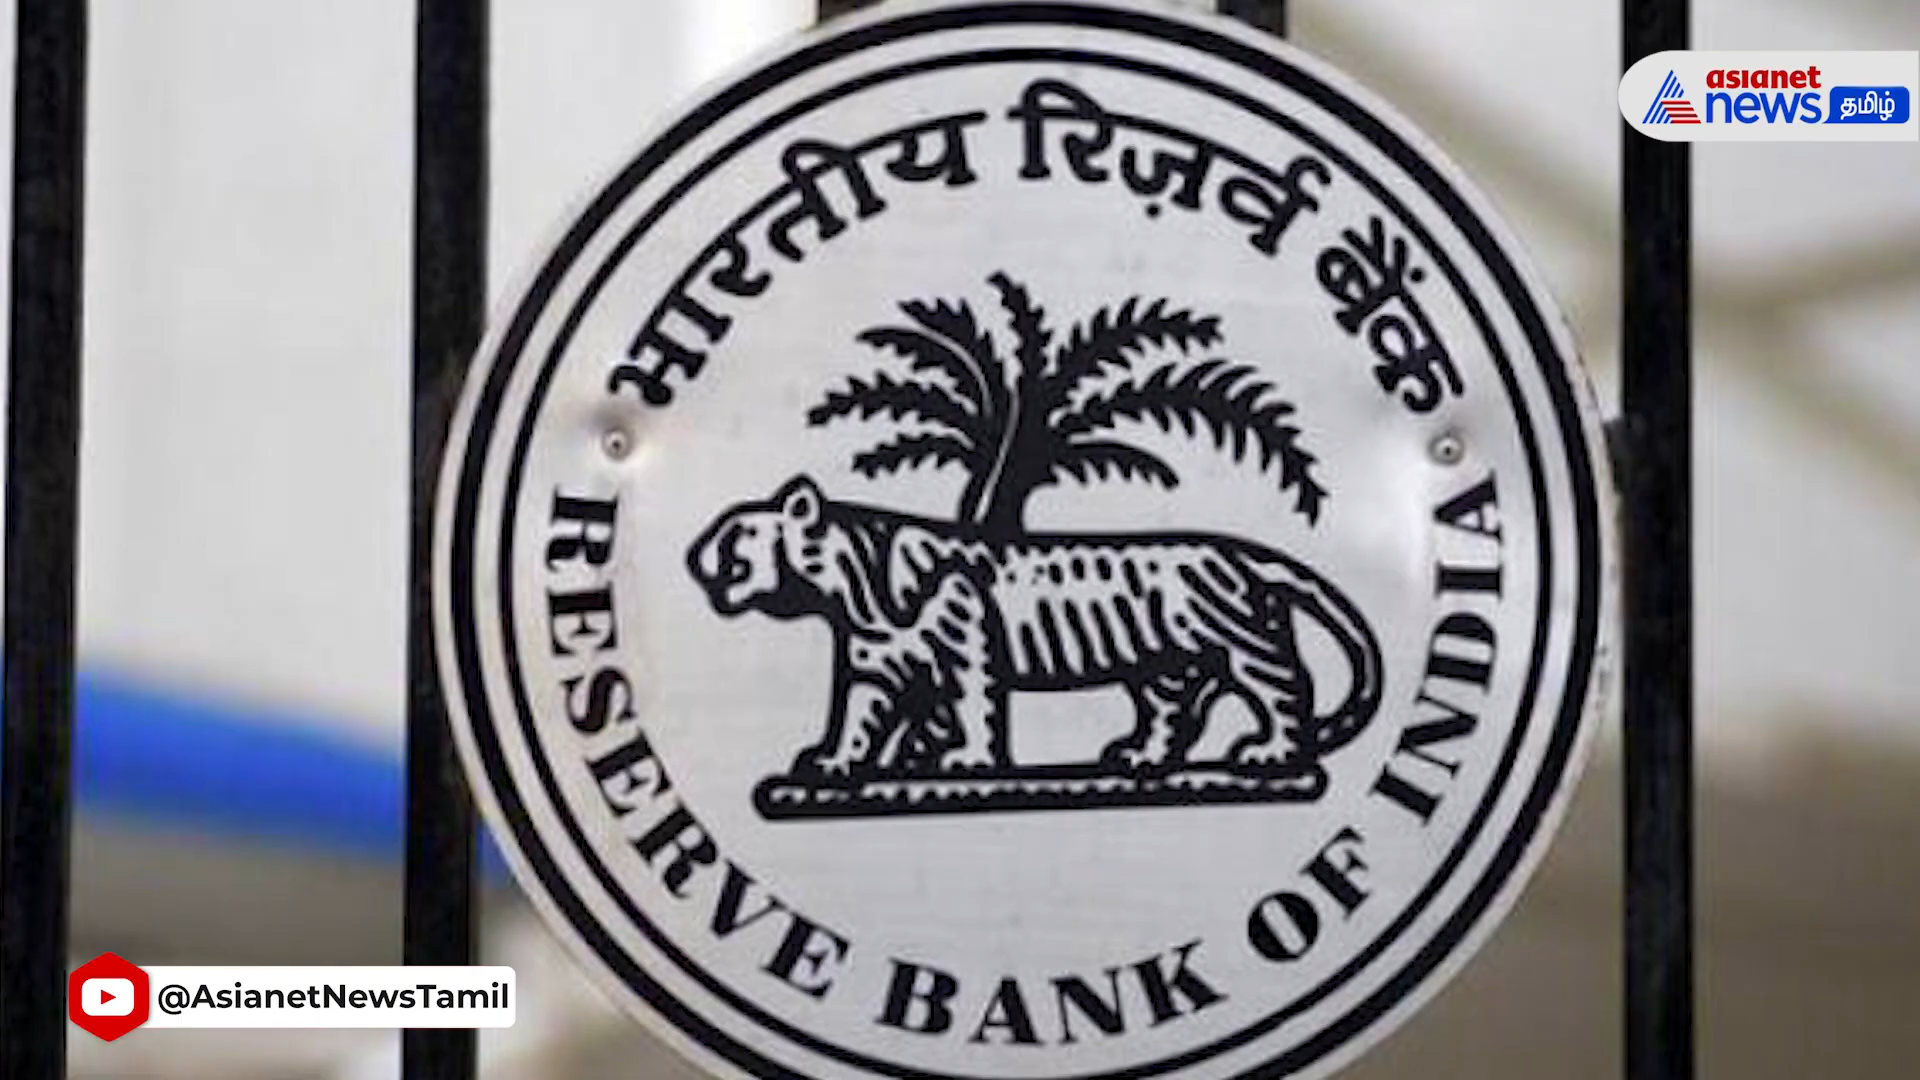 asianet
news தமிழ்
भारतीय रिज़र्व बैंक
RESERVE BANK OF INDIA
@AsianetNewsTamil